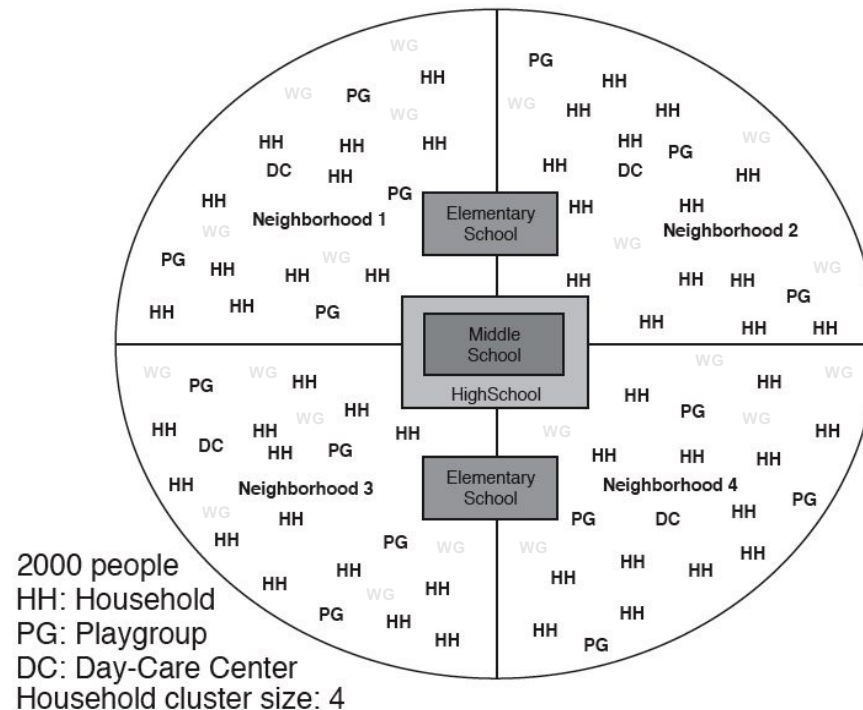 WG
HH
WG PG
WG
HH HH HH
DC HH
HH PG
Neighborhood 1
WG
PG HH HH WG HH
HH HH PG
PG HH
WG HH HH
WG
HH PG
HH DC HH
HH HH
Neighborhood 2
WG
HH HH HH WG
PG
HH HH HH
Elementary
School
Middle
School
HighSchool
Elementary
School
WG WG HH
PG
WG HH
HH HH HH
DC HH PG
HH Neighborhood 3
WG HH
HH PG WG
HH HH WG HH
PG HH
HH
WG HH WG
HH PG
WG WG HH
HH HH HH
Neighborhood 4 PG
PG DC HH
WG HH HH HH
HH
HH HH
PG
2000 people
HH: Household
PG: Playgroup
DC: Day-Care Center
Household cluster size: 4